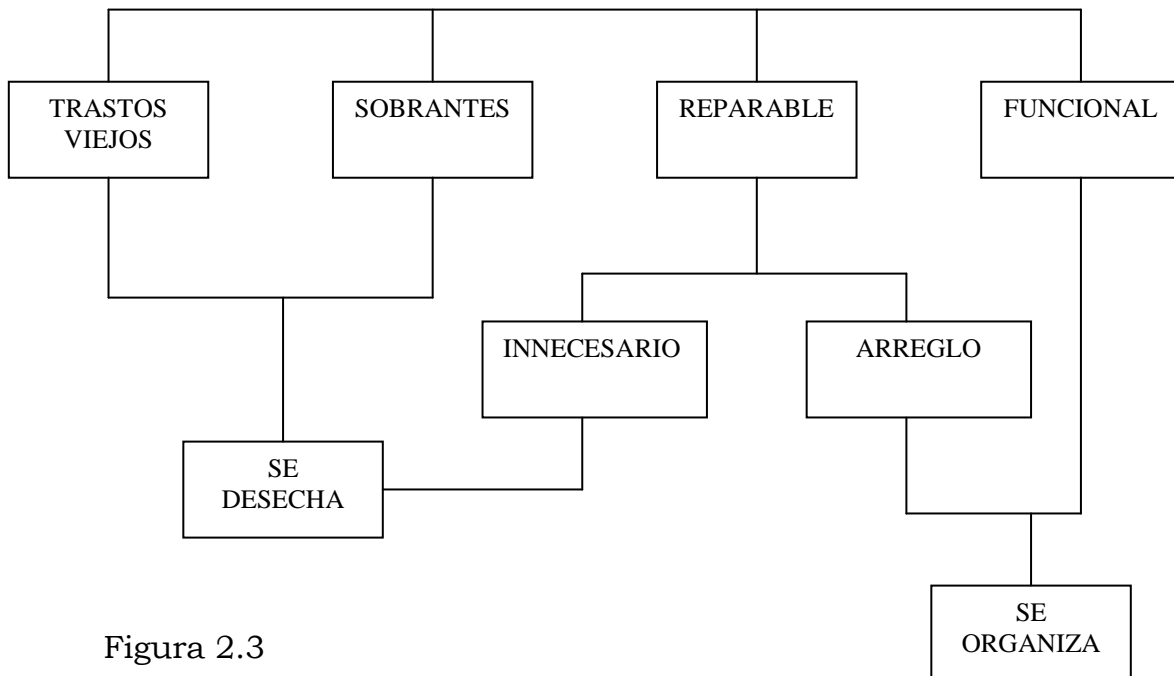 TRASTOS
VIEJOS
SOBRANTES
REPARABLE
FUNCIONAL
INNECESARIO
ARREGLO
SE
DESECHA
SE
ORGANIZA
Figura 2.3